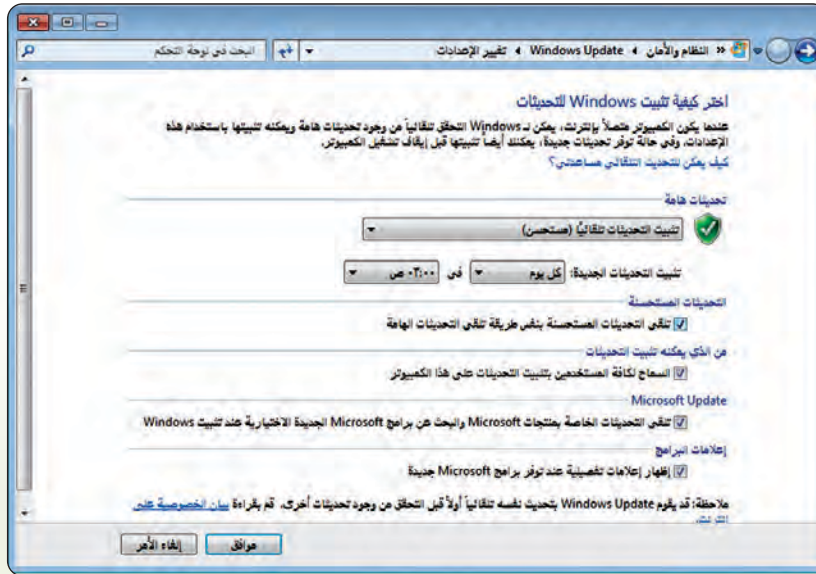 « النظام والأمان ◂ Windows Update ◂ تغيير الإعدادات
البحث في لوحة التحكم
اختر كيفية تثبيت Windows للتحديثات
عندما يكون الكمبيوتر متصلاً بإنترنت، يمكن لـ Windows التحقق تلقائياً من وجود تحديثات هامة ويمكنه تثبيتها باستخدام هذه
الإعدادات. وفي حالة توفر تحديثات جديدة، يمكنك أيضاً تثبيتها قبل إيقاف تشغيل الكمبيوتر.
كيف يمكن للتحديث التلقائي مساعدتي؟
تحديثات هامة
تثبيت التحديثات تلقائيًا (مستحسن)
تثبيت التحديثات الجديدة: كل يوم في ٠٣:٠٠ ص
التحديثات المستحسنة
تلقي التحديثات المستحسنة بنفس طريقة تلقي التحديثات الهامة
من الذي يمكنه تثبيت التحديثات
السماح لكافة المستخدمين بتثبيت التحديثات على هذا الكمبيوتر
Microsoft Update
تلقي التحديثات الخاصة بمنتجات Microsoft والبحث عن برامج Microsoft الجديدة الاختيارية عند تثبيت Windows
إعلامات البرامج
إظهار إعلامات تفصيلية عند توفر برامج Microsoft جديدة
ملاحظة: قد يقوم Windows Update بتحديث نفسه تلقائياً أولاً قبل التحقق من وجود تحديثات أخرى. قم بقراءة بيان الخصوصية على
موافق
إلغاء الأمر